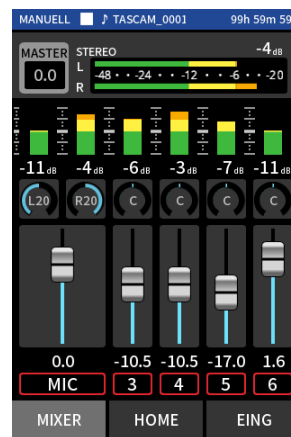 MANUELL ♪ TASCAM_0001 99h 59m 59
MASTER STEREO -4dB
0.0
L
-48 · · -24 · · -12 · · -6 · · -20
R
-11dB -4dB -6dB -3dB -7dB -11dB
L20 R20 C C C C
0.0 -10.5 -10.5 -17.0 1.6
MIC 3 4 5 6
MIXER HOME EING